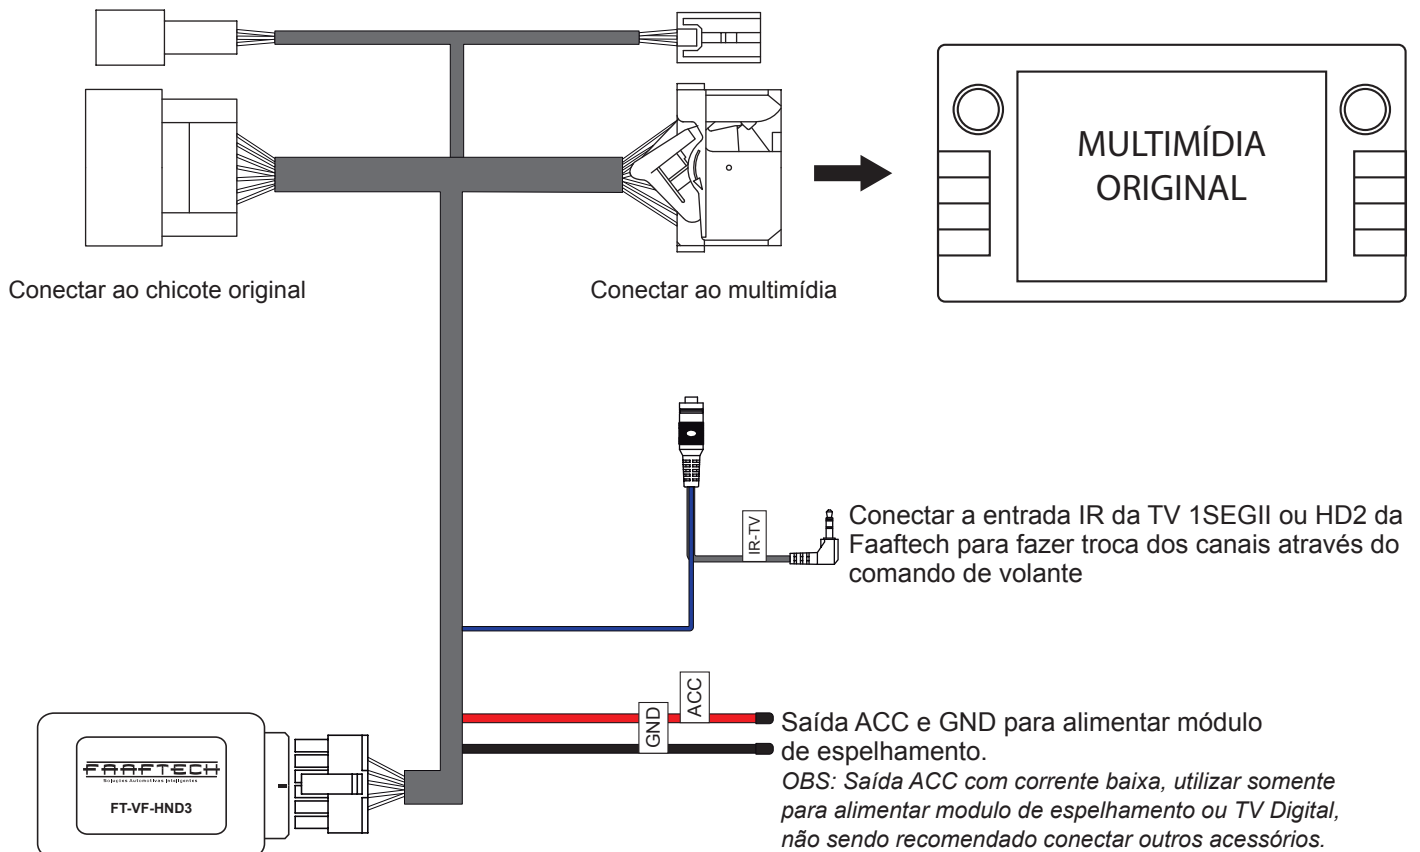 MULTIMÍDIA
ORIGINAL
Conectar ao chicote original
Conectar ao multimídia
IR-TV
Conectar a entrada IR da TV 1SEGII ou HD2 da
Faaftech para fazer troca dos canais através do
comando de volante
ACC
GND
Saída ACC e GND para alimentar módulo
de espelhamento.
OBS: Saída ACC com corrente baixa, utilizar somente
para alimentar modulo de espelhamento ou TV Digital,
não sendo recomendado conectar outros acessórios.
FAAFTECH
Soluções Automotivas Inteligentes
FT-VF-HND3